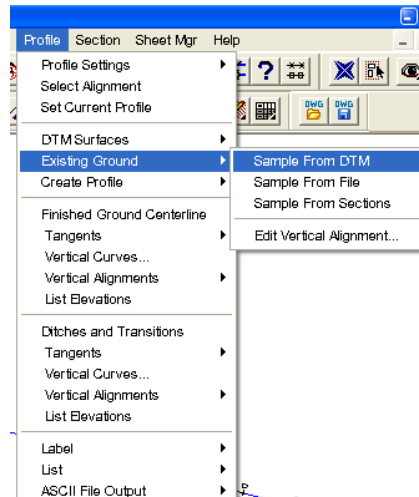 Profile Section Sheet Mgr Help
Profile Settings
Select Alignment
Set Current Profile
DWG DWG
DTM Surfaces
Existing Ground
Create Profile
Sample From DTM
Sample From File
Sample From Sections
Edit Vertical Alignment...
Finished Ground Centerline
Tangents
Vertical Curves...
Vertical Alignments
List Elevations
Ditches and Transitions
Tangents
Vertical Curves...
Vertical Alignments
List Elevations
Label
List
ASCII File Output